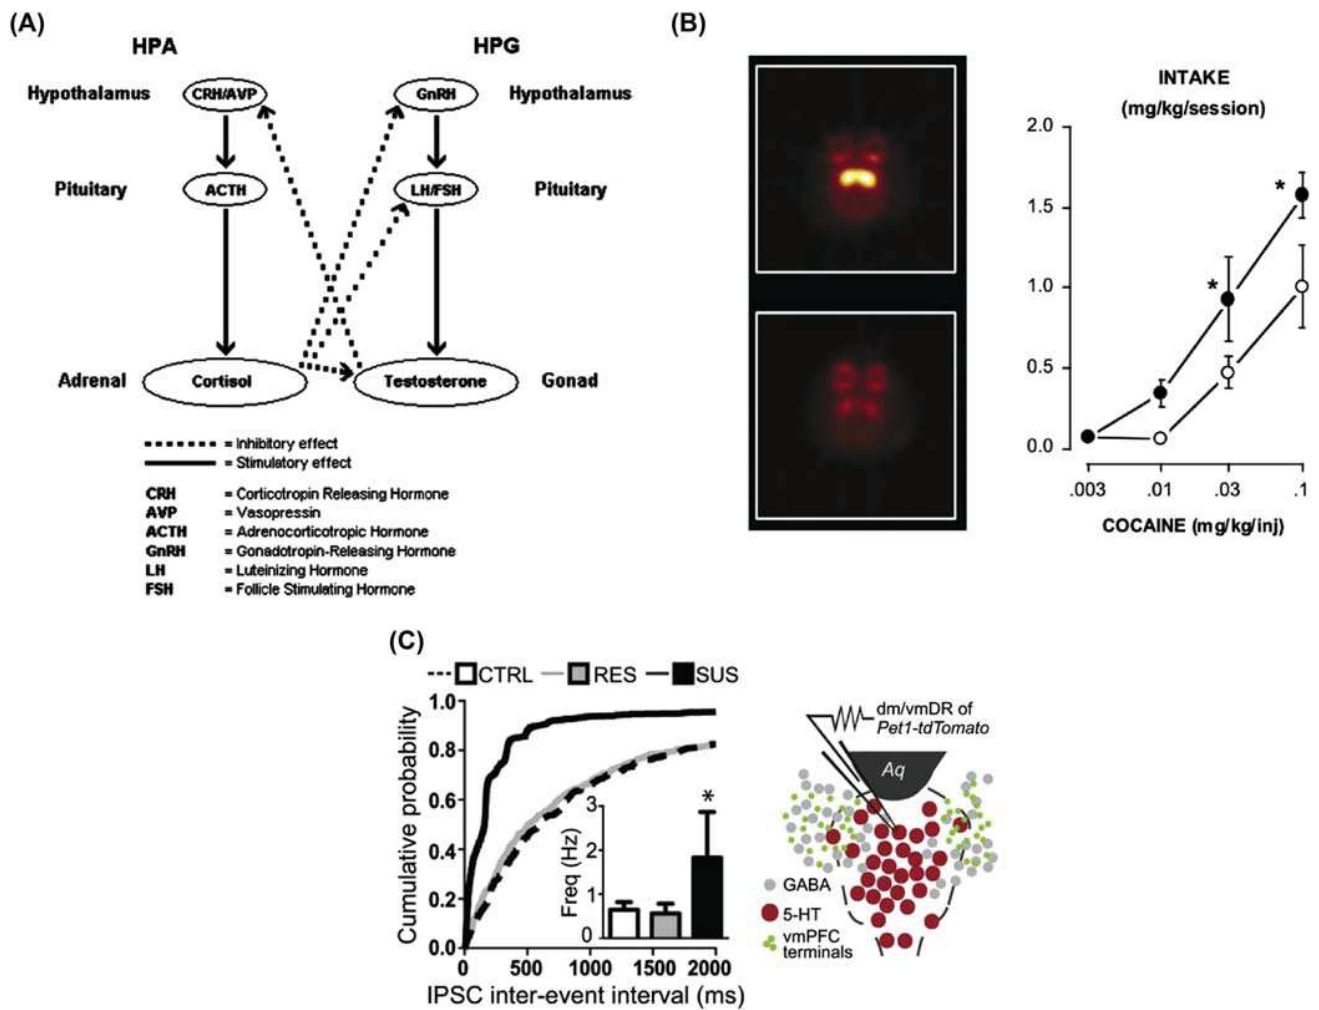 (A)
HPA HPG
Hypothalamus CRH/AVP GnRH Hypothalamus
Pituitary ACTH LH/FSH Pituitary
Adrenal Cortisol Testosterone Gonad
= Inhibitory effect
= Stimulatory effect
CRH = Corticotropin Releasing Hormone
AVP = Vasopressin
ACTH = Adrenocorticotropic Hormone
GnRH = Gonadotropin-Releasing Hormone
LH = Luteinizing Hormone
FSH = Follicle Stimulating Hormone
(B)
INTAKE
(mg/kg/session)
2.0
1.5
1.0
0.5
0.0
* *
.003 .01 .03 .1
COCAINE (mg/kg/inj)
(C)
CTRL RES SUS
Cumulative probability
1.0
0.8
0.6
0.4
0.2
0.0
0 500 1000 1500 2000
IPSC inter-event interval (ms)
Freq (Hz)
3
2
1
0
*
dm/vmDR of
Pet1-tdTomato
Aq
GABA
5-HT
vmPFC
terminals